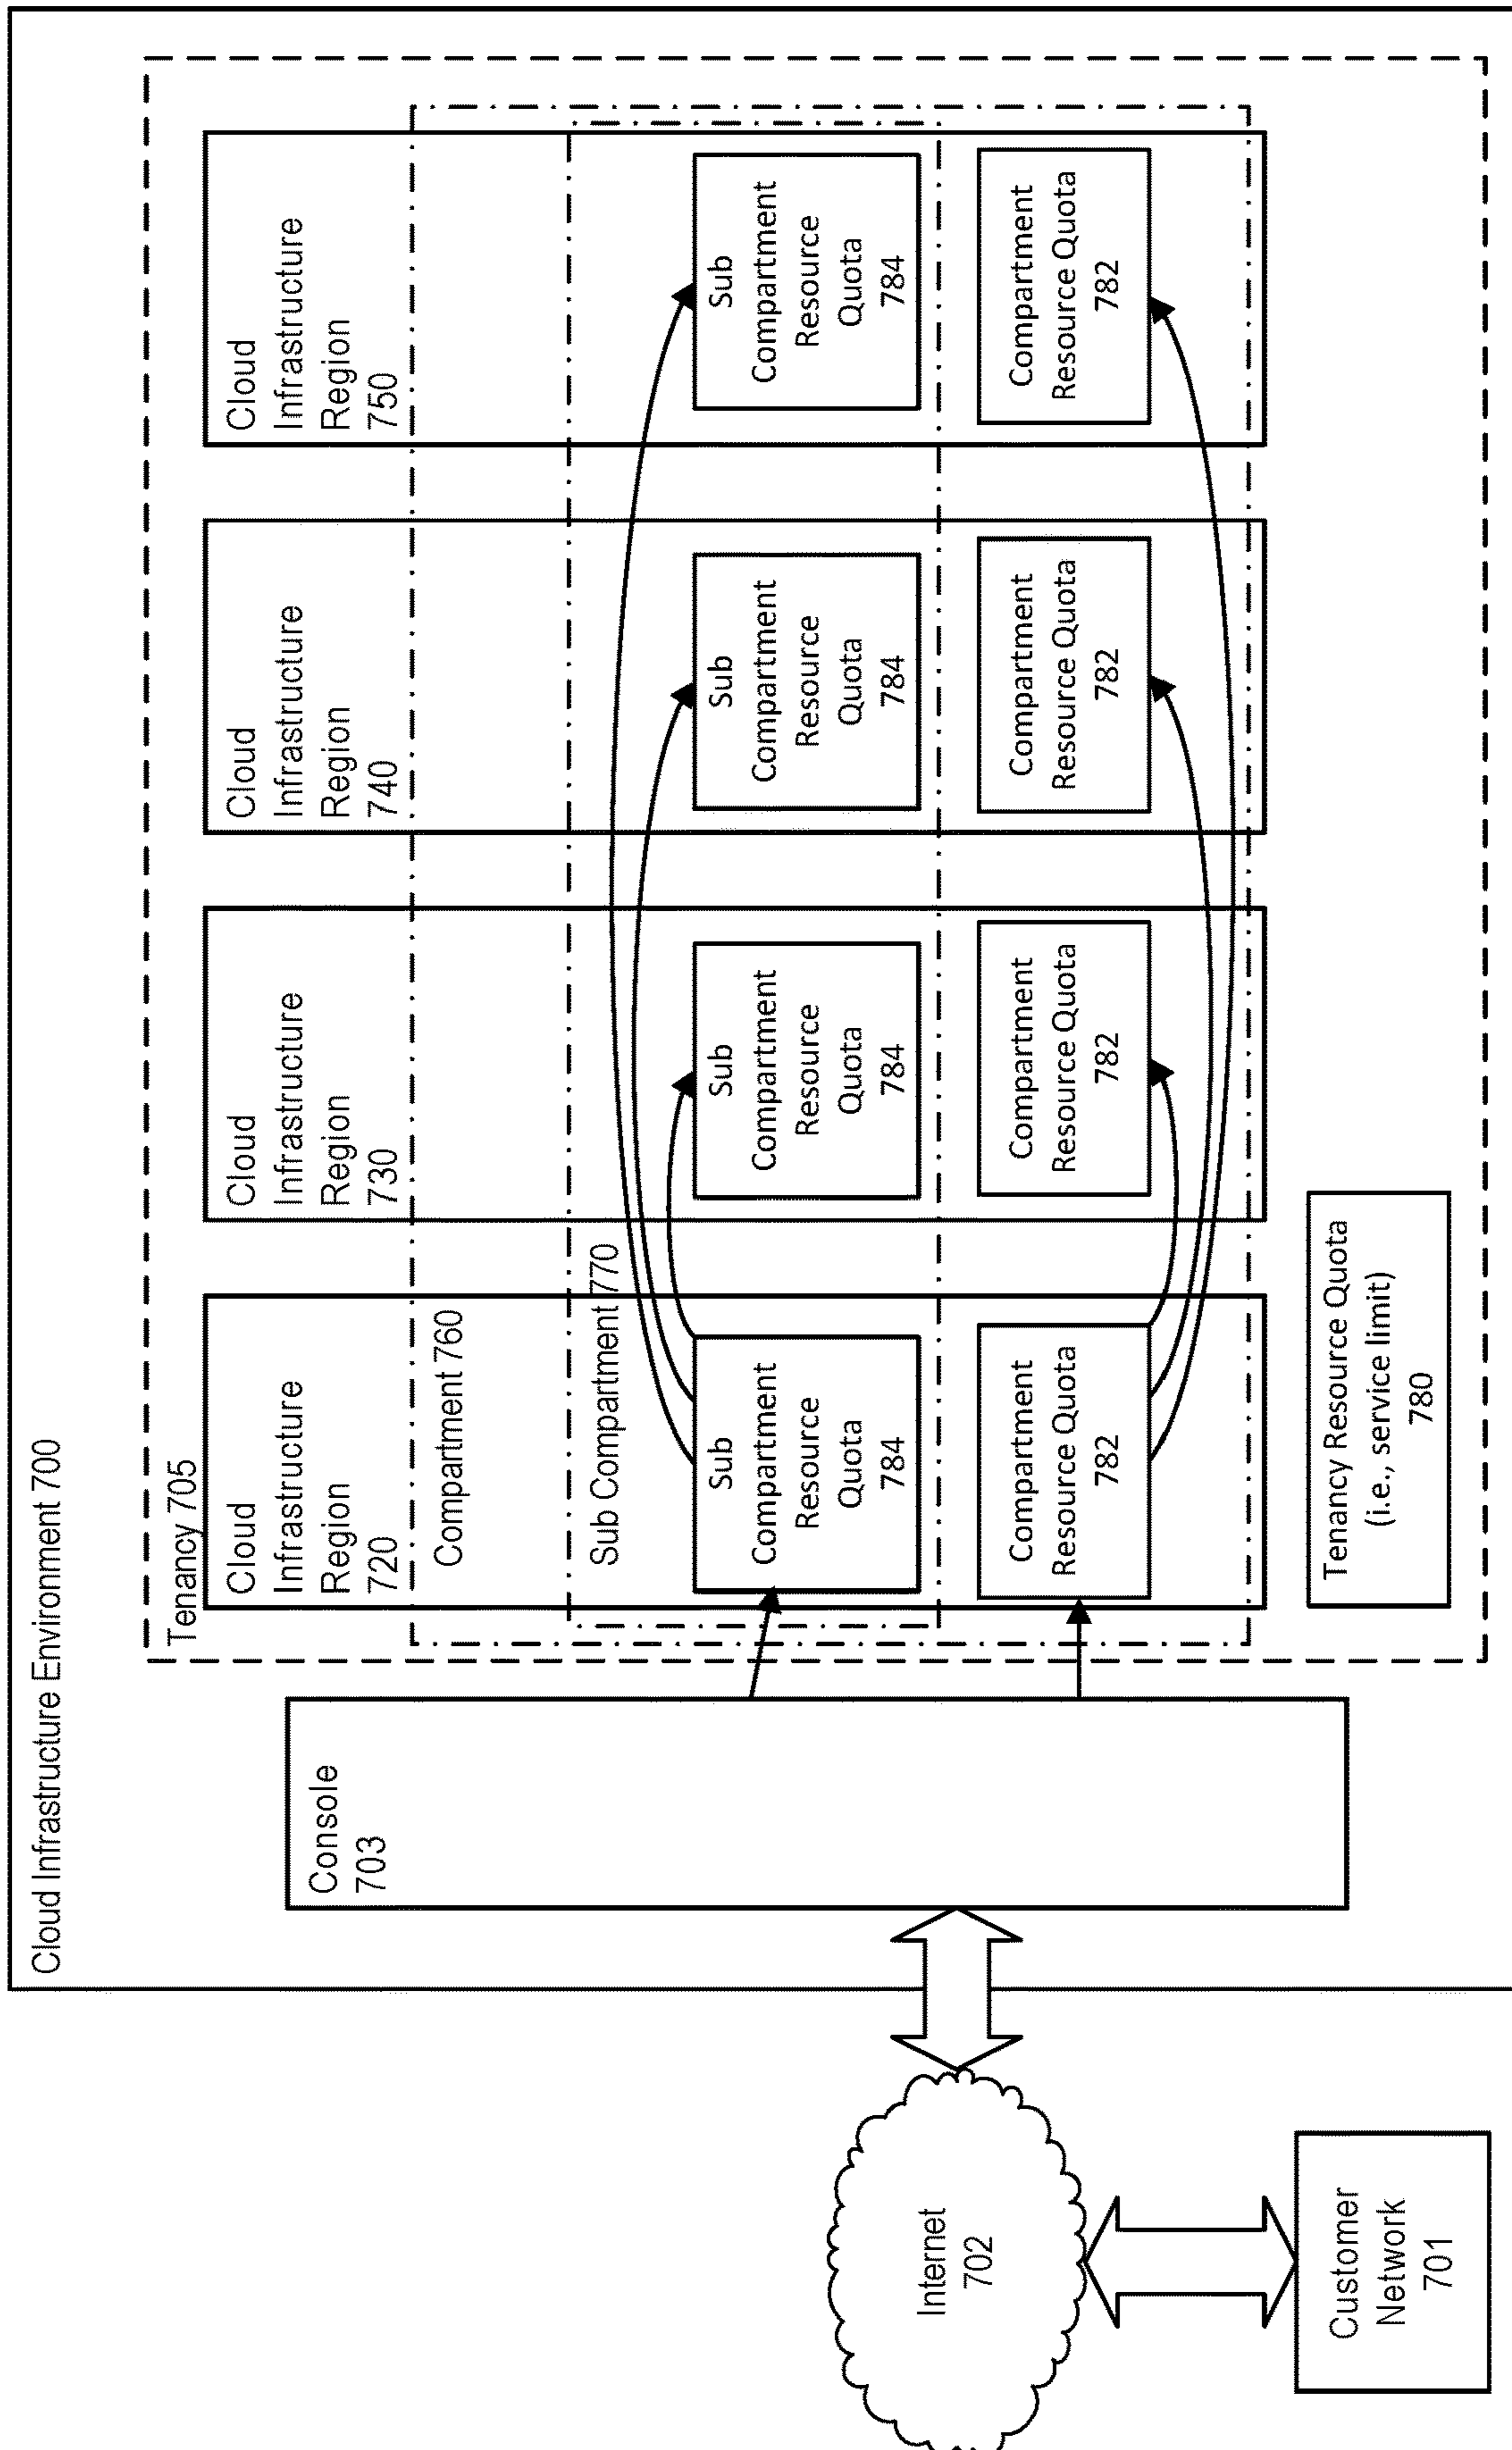 Cloud Infrastructure Environment 700
Tenancy 705
Console
703
Internet
702
Customer
Network
701
Cloud
Infrastructure
Region
720
Cloud
Infrastructure
Region
730
Cloud
Infrastructure
Region
740
Cloud
Infrastructure
Region
750
Compartment 760
Sub Compartment 770
Sub
Compartment
Resource
Quota
784
Sub
Compartment
Resource
Quota
784
Sub
Compartment
Resource
Quota
784
Sub
Compartment
Resource
Quota
784
Compartment
Resource Quota
782
Compartment
Resource Quota
782
Compartment
Resource Quota
782
Compartment
Resource Quota
782
Tenancy Resource Quota
(i.e., service limit)
780